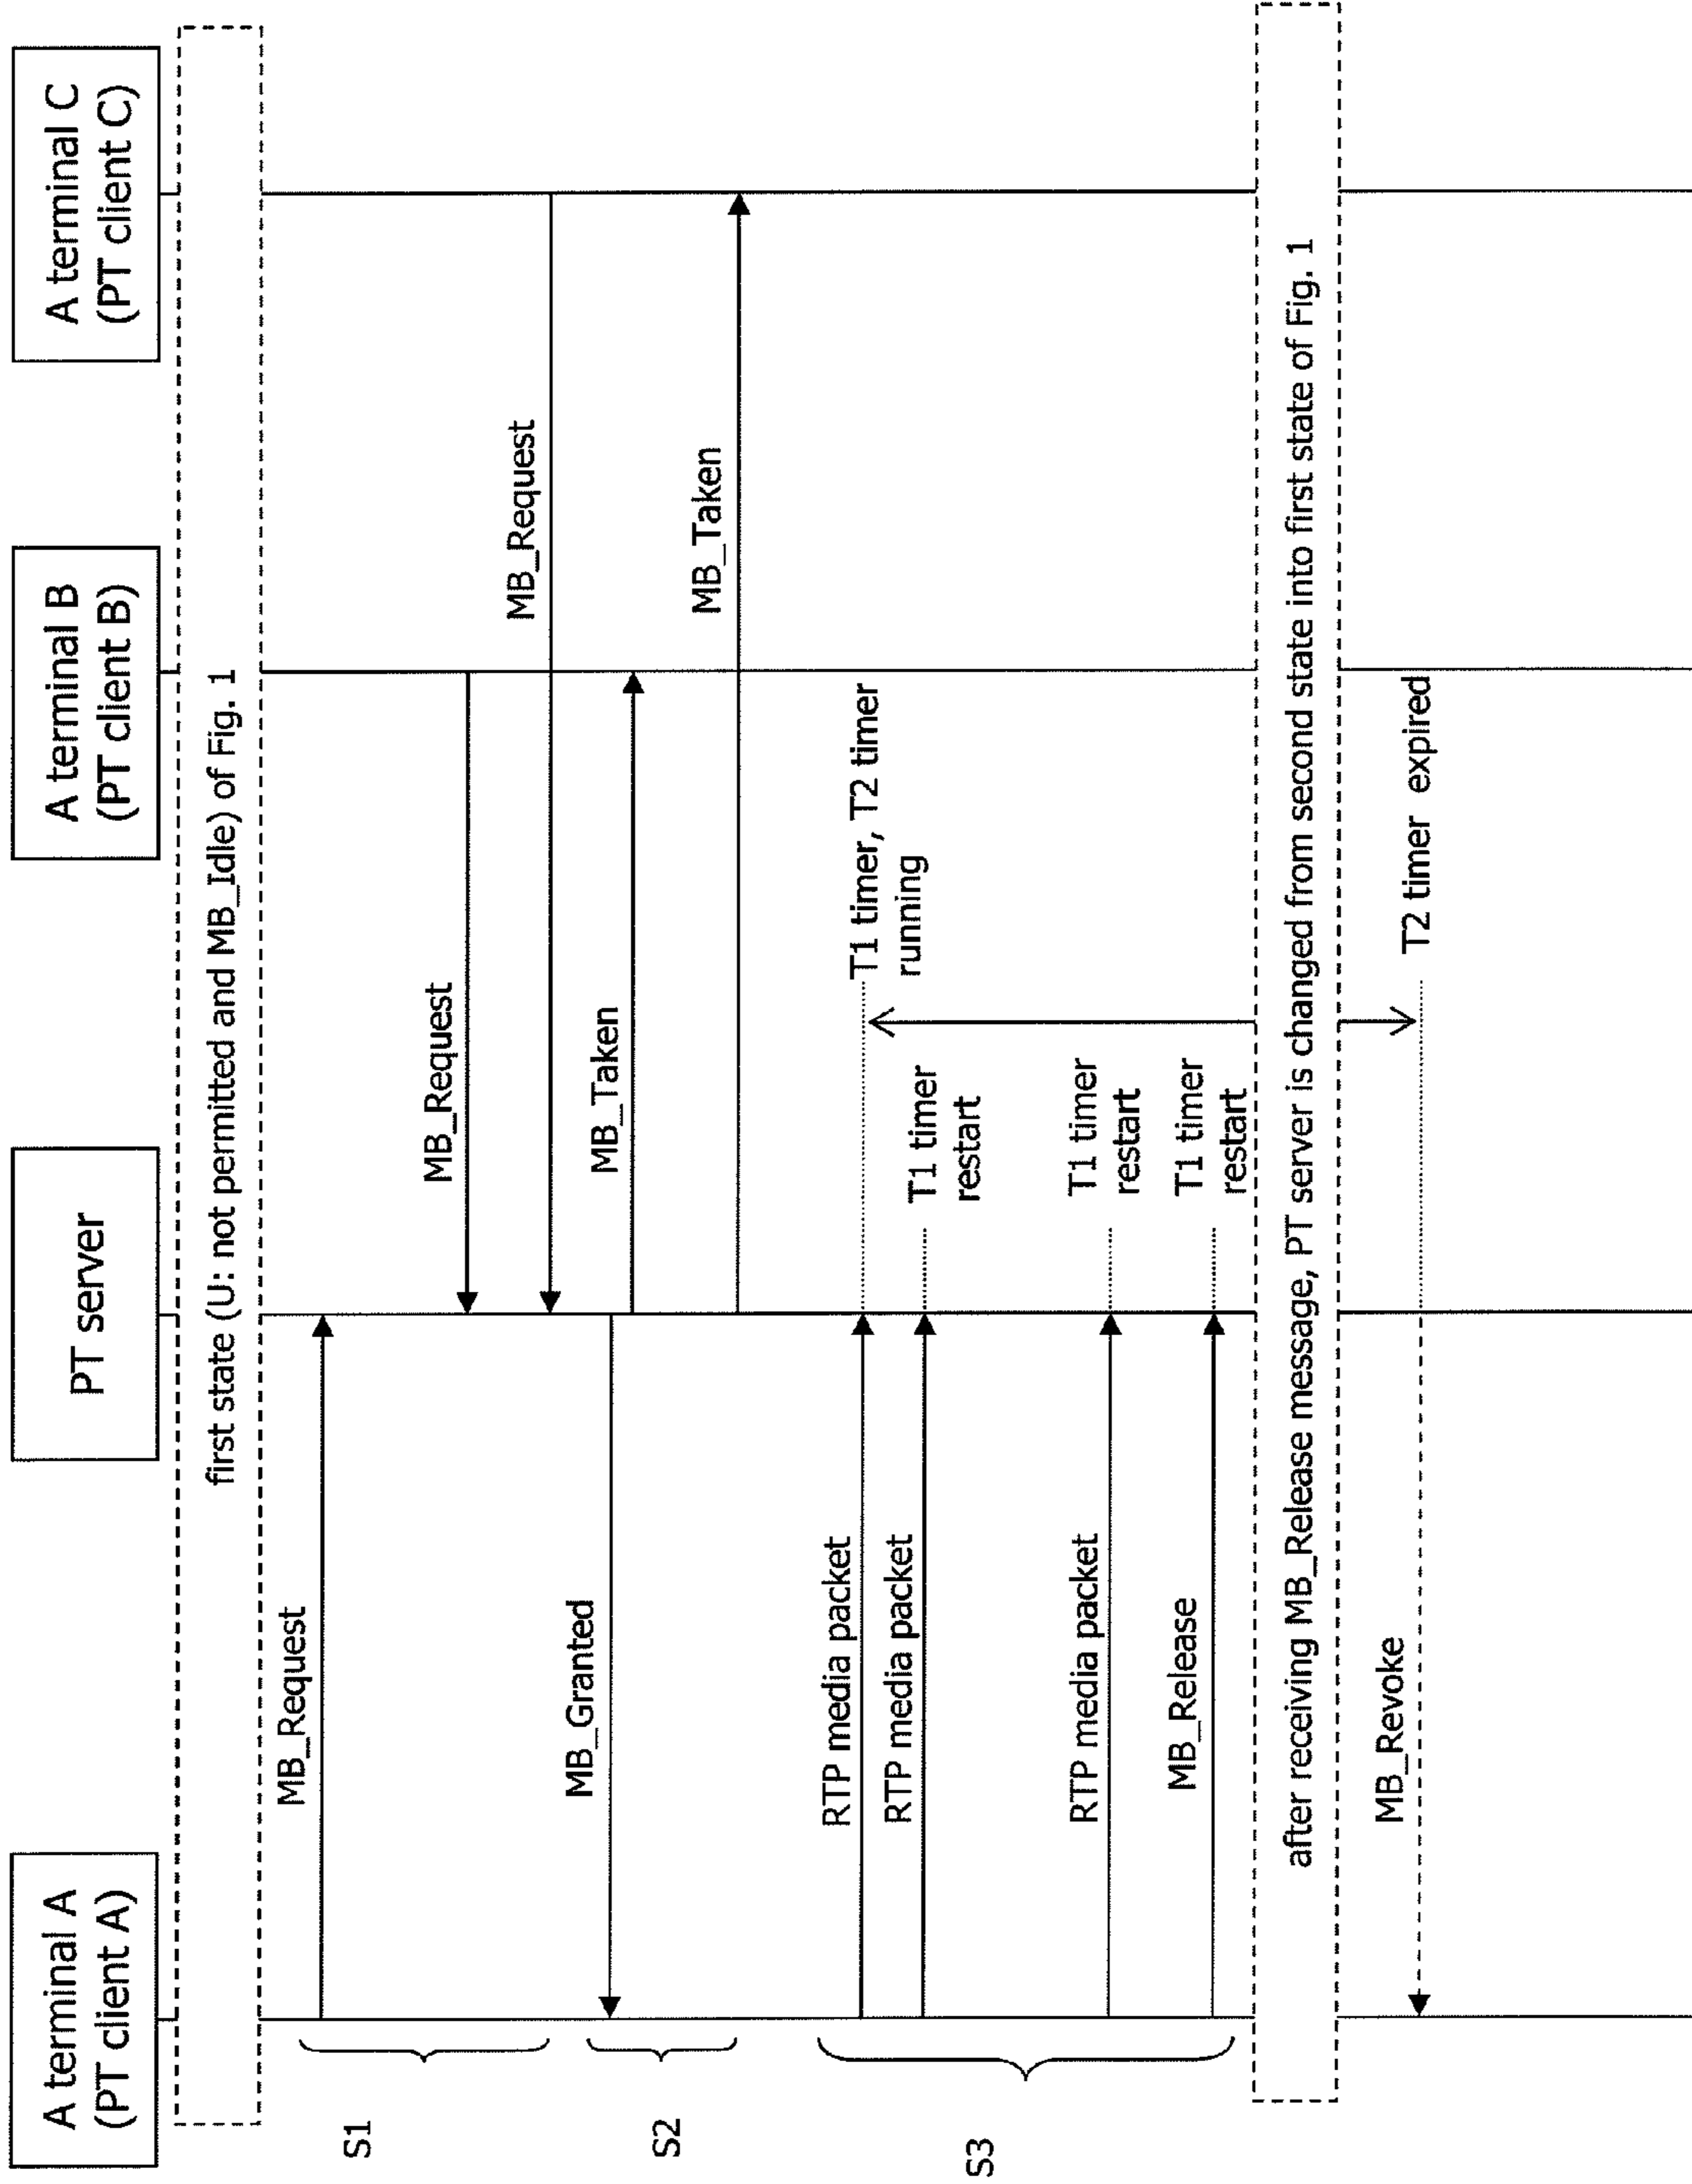 A terminal A
(PT client A)
PT server
A terminal B
(PT client B)
A terminal C
(PT client C)
first state (U: not permitted and MB_Idle) of Fig. 1
S1
MB_Request
MB_Request
MB_Request
S2
MB_Granted
MB_Taken
MB_Taken
S3
RTP media packet
T1 timer, T2 timer
running
RTP media packet
T1 timer
restart
RTP media packet
T1 timer
restart
MB_Release
T1 timer
restart
after receiving MB_Release message, PT server is changed from second state into first state of Fig. 1
MB_Revoke
T2 timer expired